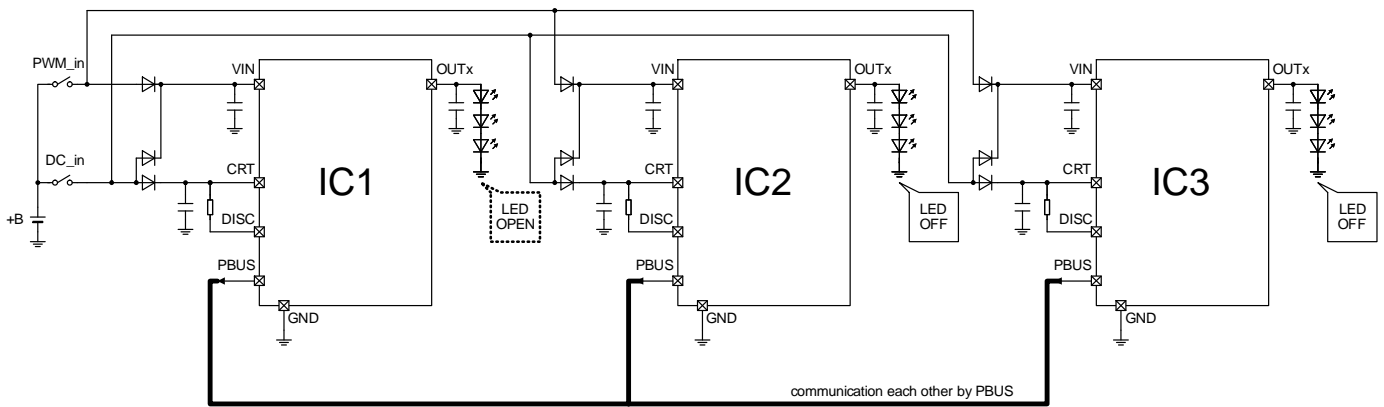 PWM_in
DC_in
+B
VIN
CRT
DISC
PBUS
GND
OUTx
IC1
LED
OPEN
VIN
CRT
DISC
PBUS
GND
OUTx
IC2
LED
OFF
VIN
CRT
DISC
PBUS
GND
OUTx
IC3
LED
OFF
communication each other by PBUS